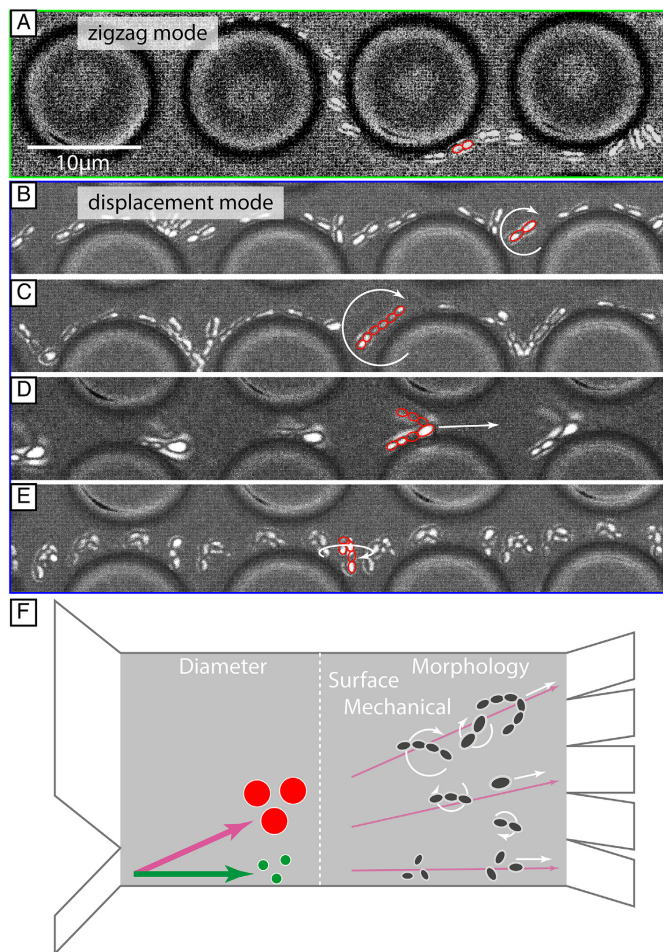 A
zigzag mode
10μm
B
displacement mode
C
D
E
F
Diameter
Morphology
Surface
Mechanical